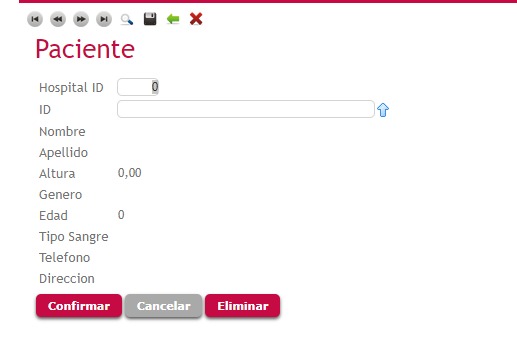 Paciente
Hospital ID 0
ID
Nombre
Apellido
Altura 0,00
Genero
Edad 0
Tipo Sangre
Telefono
Direccion
Confirmar Cancelar Eliminar